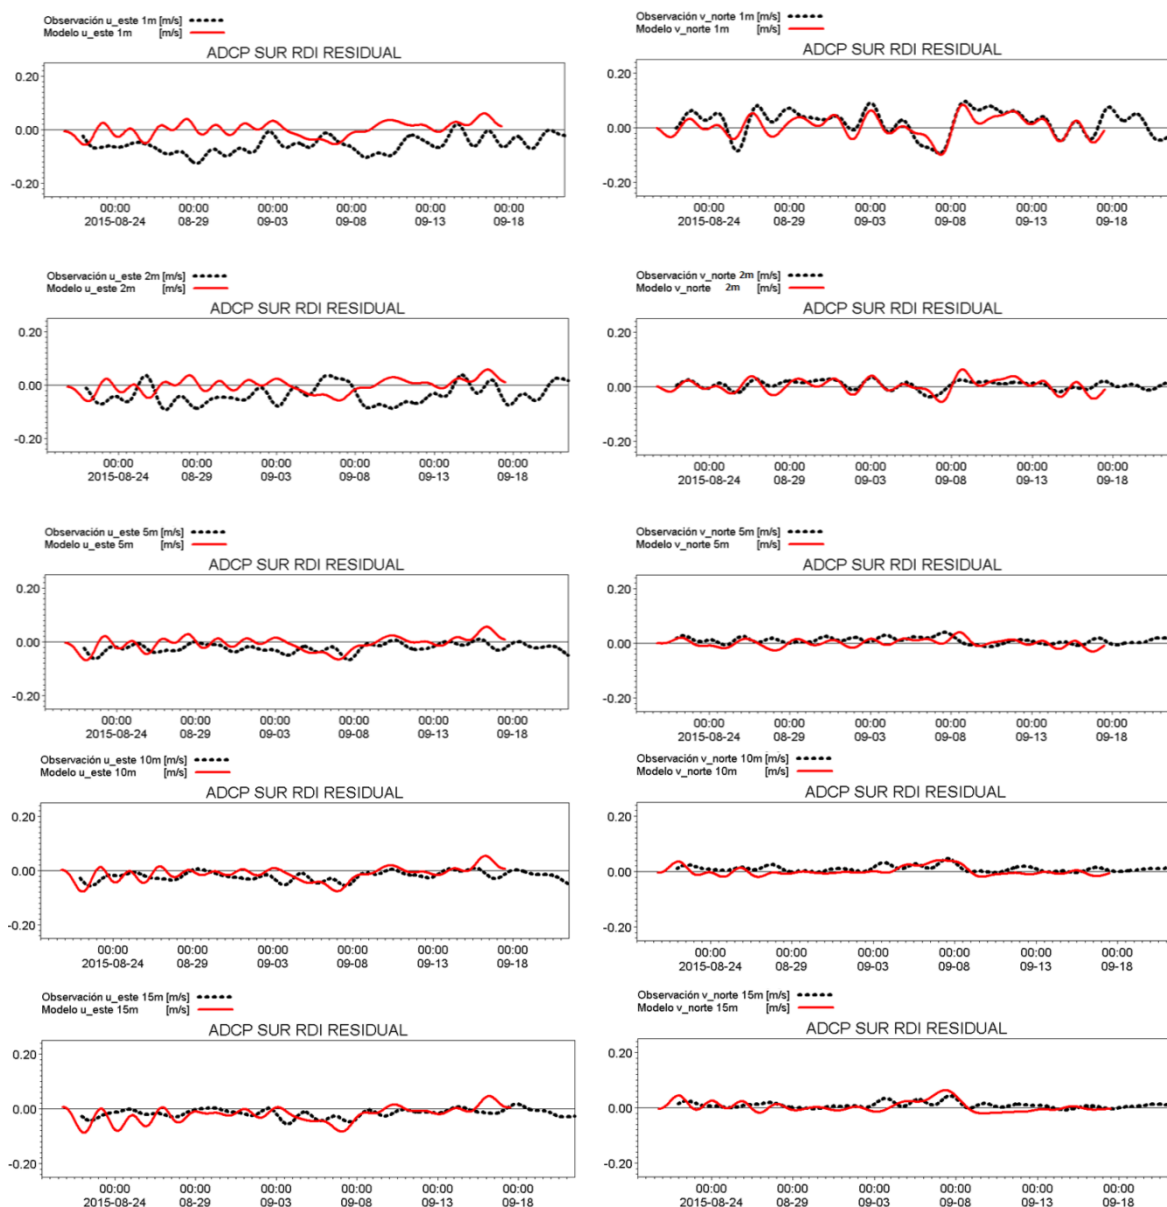 Observación u_este 1m [m/s]
Modelo u_este 1m [m/s]
ADCP SUR RDI RESIDUAL
0.20
0.00
-0.20
00:00 00:00 00:00 00:00 00:00 00:00
2015-08-24 08-29 09-03 09-08 09-13 09-18
Observación v_norte 1m [m/s]
Modelo v_norte 1m [m/s]
ADCP SUR RDI RESIDUAL
0.20
0.00
-0.20
00:00 00:00 00:00 00:00 00:00 00:00
2015-08-24 08-29 09-03 09-08 09-13 09-18
Observación u_este 2m [m/s]
Modelo u_este 2m [m/s]
ADCP SUR RDI RESIDUAL
0.20
0.00
-0.20
00:00 00:00 00:00 00:00 00:00 00:00
2015-08-24 08-29 09-03 09-08 09-13 09-18
Observación v_norte 2m [m/s]
Modelo v_norte 2m [m/s]
ADCP SUR RDI RESIDUAL
0.20
0.00
-0.20
00:00 00:00 00:00 00:00 00:00 00:00
2015-08-24 08-29 09-03 09-08 09-13 09-18
Observación u_este 5m [m/s]
Modelo u_este 5m [m/s]
ADCP SUR RDI RESIDUAL
0.20
0.00
-0.20
00:00 00:00 00:00 00:00 00:00 00:00
2015-08-24 08-29 09-03 09-08 09-13 09-18
Observación v_norte 5m [m/s]
Modelo v_norte 5m [m/s]
ADCP SUR RDI RESIDUAL
0.20
0.00
-0.20
00:00 00:00 00:00 00:00 00:00 00:00
2015-08-24 08-29 09-03 09-08 09-13 09-18
Observación u_este 10m [m/s]
Modelo u_este 10m [m/s]
ADCP SUR RDI RESIDUAL
0.20
0.00
-0.20
00:00 00:00 00:00 00:00 00:00 00:00
2015-08-24 08-29 09-03 09-08 09-13 09-18
Observación v_norte 10m [m/s]
Modelo v_norte 10m [m/s]
ADCP SUR RDI RESIDUAL
0.20
0.00
-0.20
00:00 00:00 00:00 00:00 00:00 00:00
2015-08-24 08-29 09-03 09-08 09-13 09-18
Observación u_este 15m [m/s]
Modelo u_este 15m [m/s]
ADCP SUR RDI RESIDUAL
0.20
0.00
-0.20
00:00 00:00 00:00 00:00 00:00 00:00
2015-08-24 08-29 09-03 09-08 09-13 09-18
Observación v_norte 15m [m/s]
Modelo v_norte 15m [m/s]
ADCP SUR RDI RESIDUAL
0.20
0.00
-0.20
00:00 00:00 00:00 00:00 00:00 00:00
2015-08-24 08-29 09-03 09-08 09-13 09-18